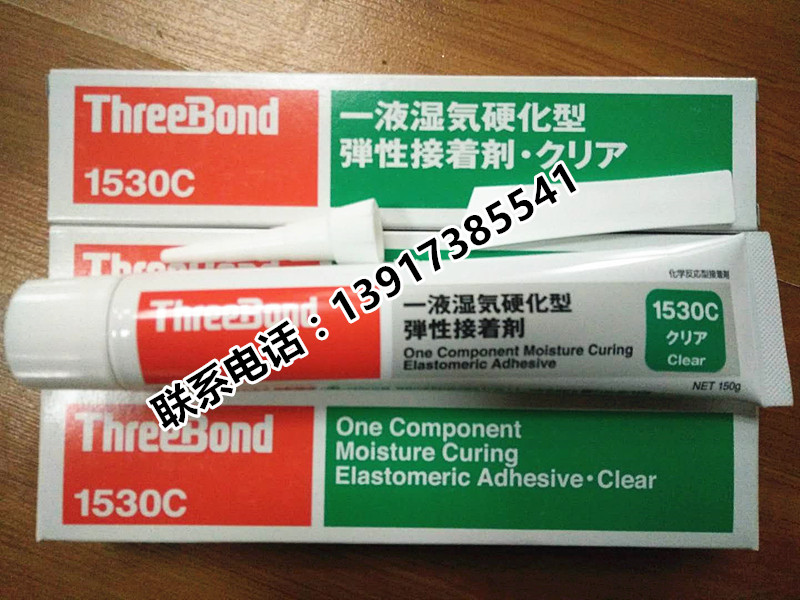 ThreeBond
1530C
一液湿気硬化型
弾性接着剤・クリア
ThreeBond
ThreeBond
一液湿気硬化型
弾性接着剤
One Component Moisture Curing
Elastomeric Adhesive
化学反応型接着剤
1530C
クリア
Clear
NET 150g
联系电话：13917385541
ThreeBond
1530C
One Component
Moisture Curing
Elastomeric Adhesive・Clear